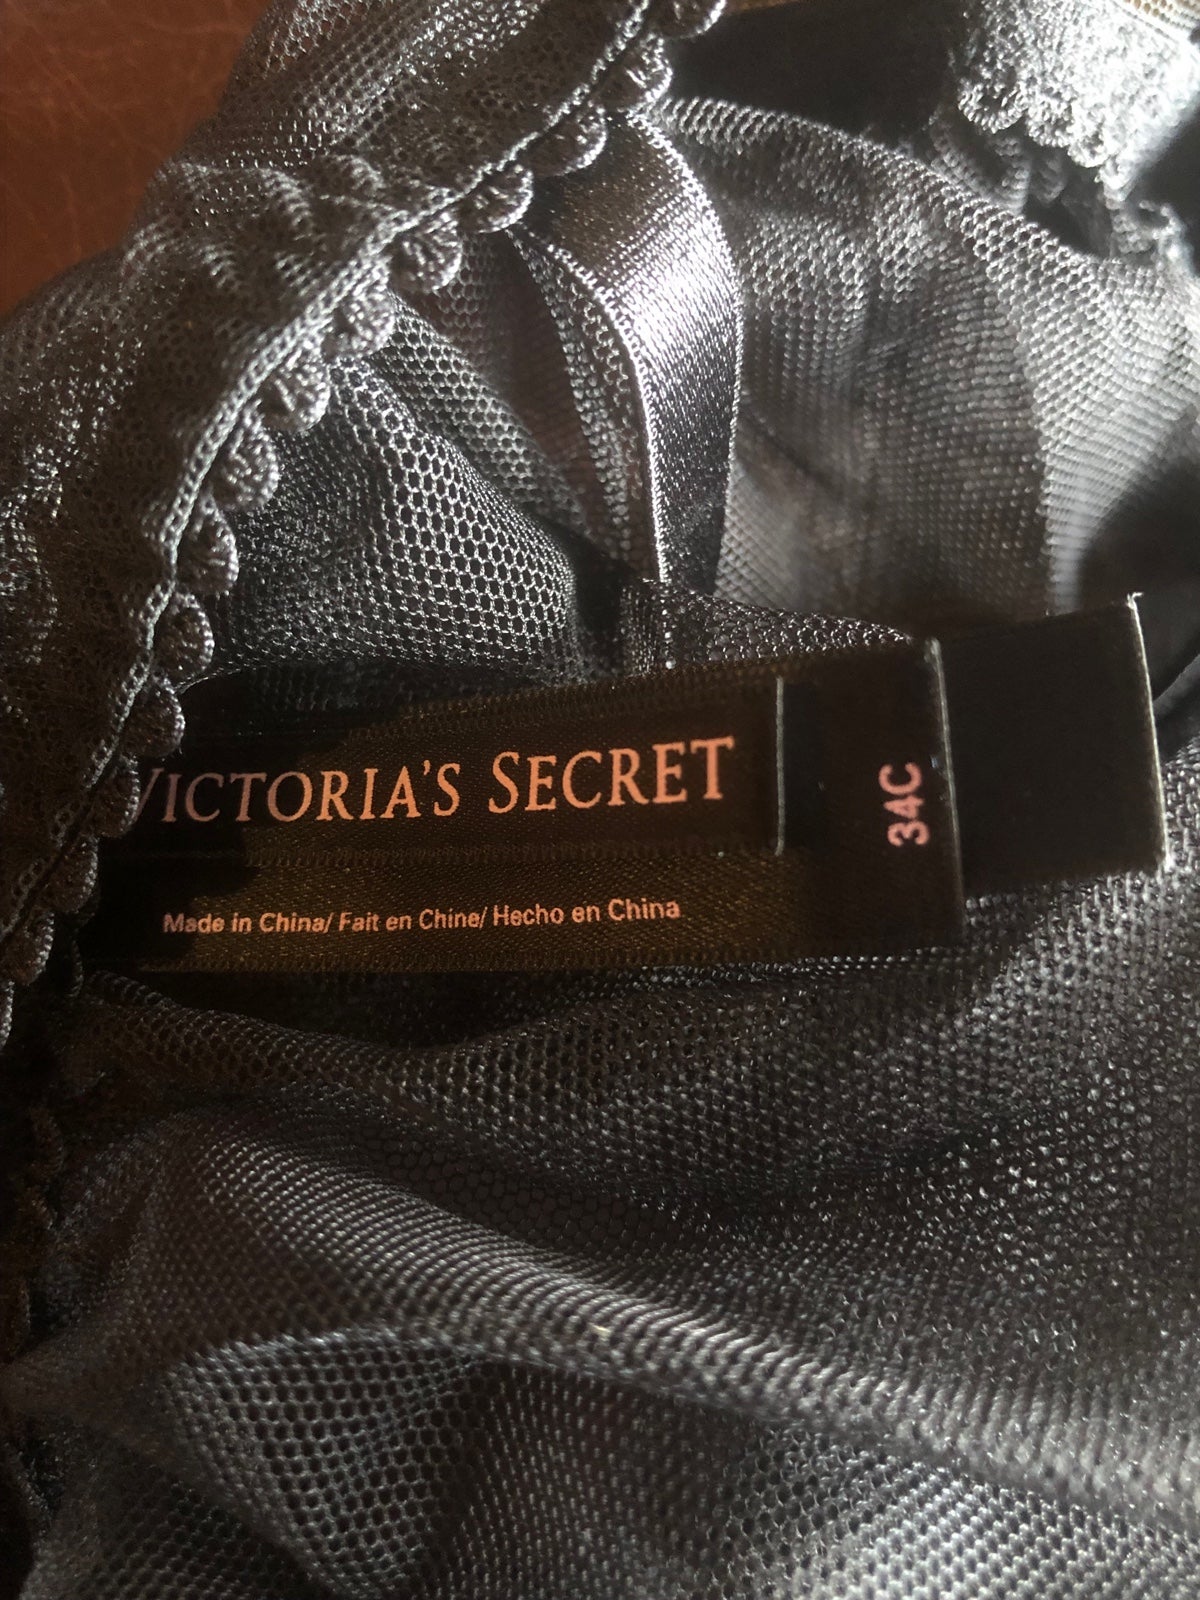 VICTORIA'S SECRET
34C
Made in China/ Fait en Chine/ Hecho en China